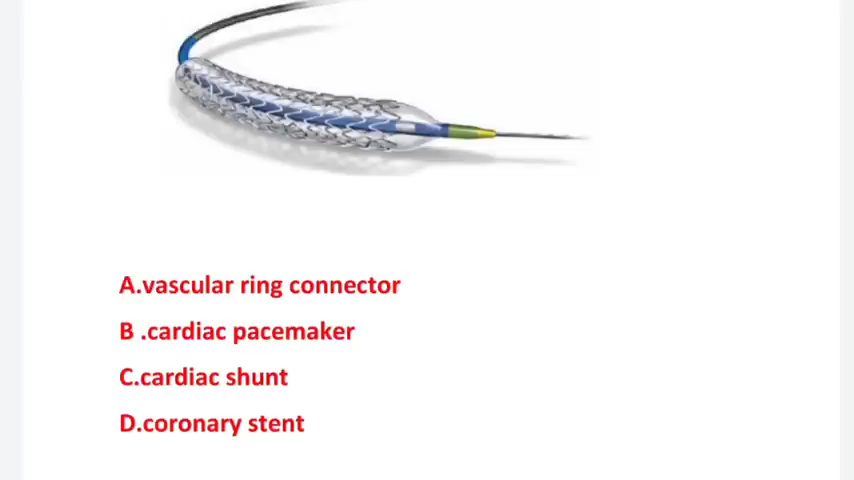 A.vascular ring connector
B .cardiac pacemaker
C.cardiac shunt
D.coronary stent